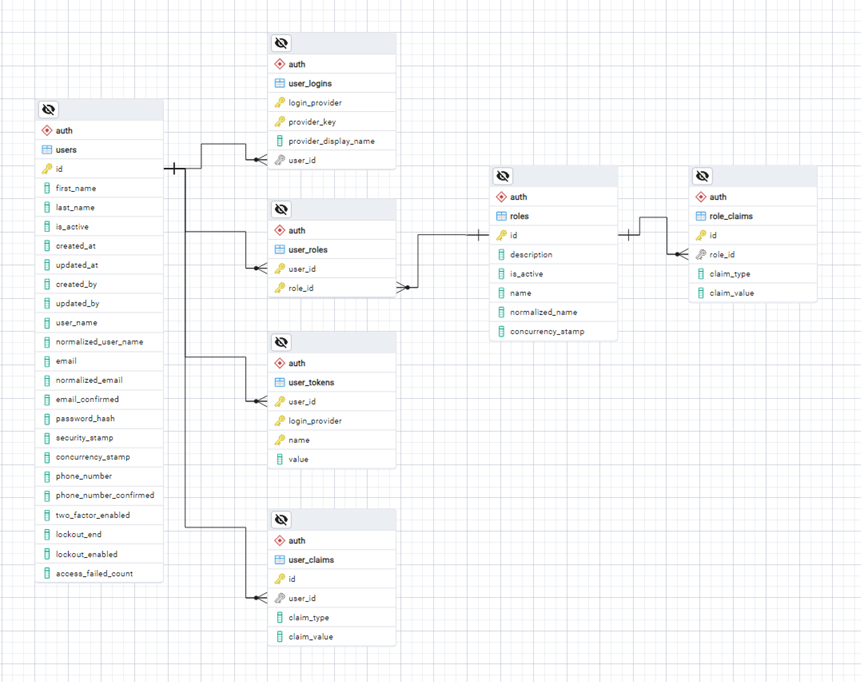 auth
users
id
first_name
last_name
is_active
created_at
updated_at
created_by
updated_by
user_name
normalized_user_name
email
normalized_email
email_confirmed
password_hash
security_stamp
concurrency_stamp
phone_number
phone_number_confirmed
two_factor_enabled
lockout_end
lockout_enabled
access_failed_count
auth
user_logins
login_provider
provider_key
provider_display_name
user_id
auth
user_roles
user_id
role_id
auth
user_tokens
user_id
login_provider
name
value
auth
user_claims
id
user_id
claim_type
claim_value
auth
roles
id
description
is_active
name
normalized_name
concurrency_stamp
auth
role_claims
id
role_id
claim_type
claim_value